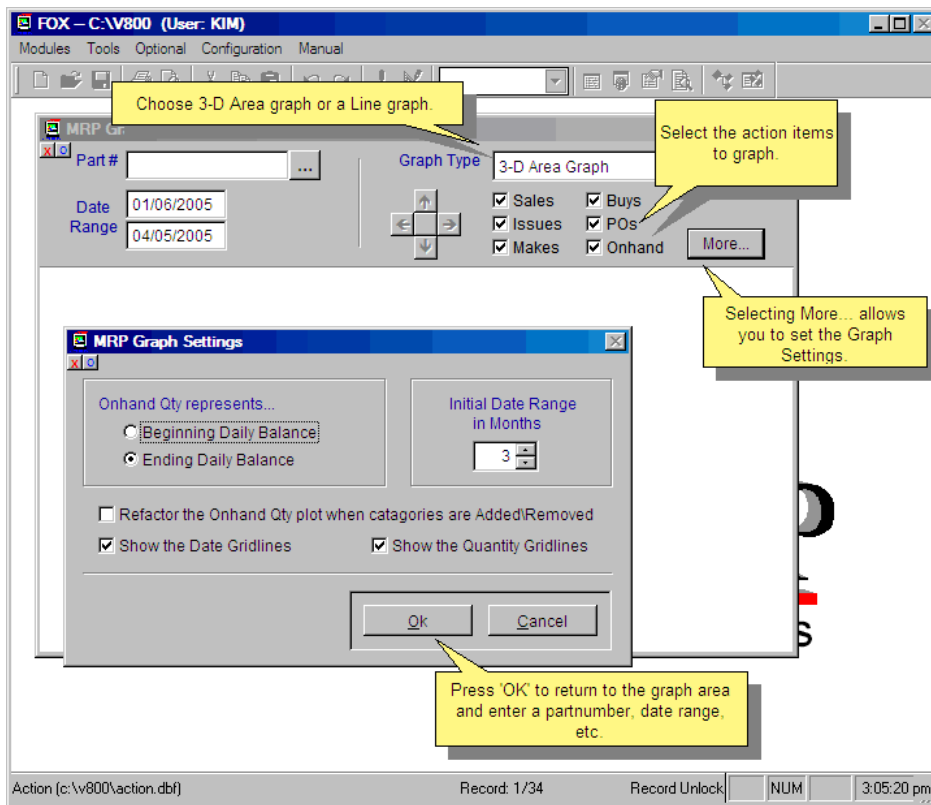 FOX – C:\V800 (User: KIM)
Modules Tools Optional Configuration Manual
Choose 3-D Area graph or a Line graph.
MRP Gr
Part #
...
Graph Type
3-D Area Graph
Select the action items
to graph.
Date
Range
01/06/2005
04/05/2005
Sales
Buys
Issues
POs
Makes
Onhand
More...
Selecting More... allows
you to set the Graph
Settings.
MRP Graph Settings
Onhand Qty represents...
Beginning Daily Balance
Ending Daily Balance
Initial Date Range
in Months
3
Refactor the Onhand Qty plot when catagories are Added\Removed
Show the Date Gridlines
Show the Quantity Gridlines
Ok
Cancel
Press 'OK' to return to the graph area
and enter a partnumber, date range,
etc.
Action (c:\v800\action.dbf)
Record: 1/34
Record Unlock
NUM
3:05:20 pm